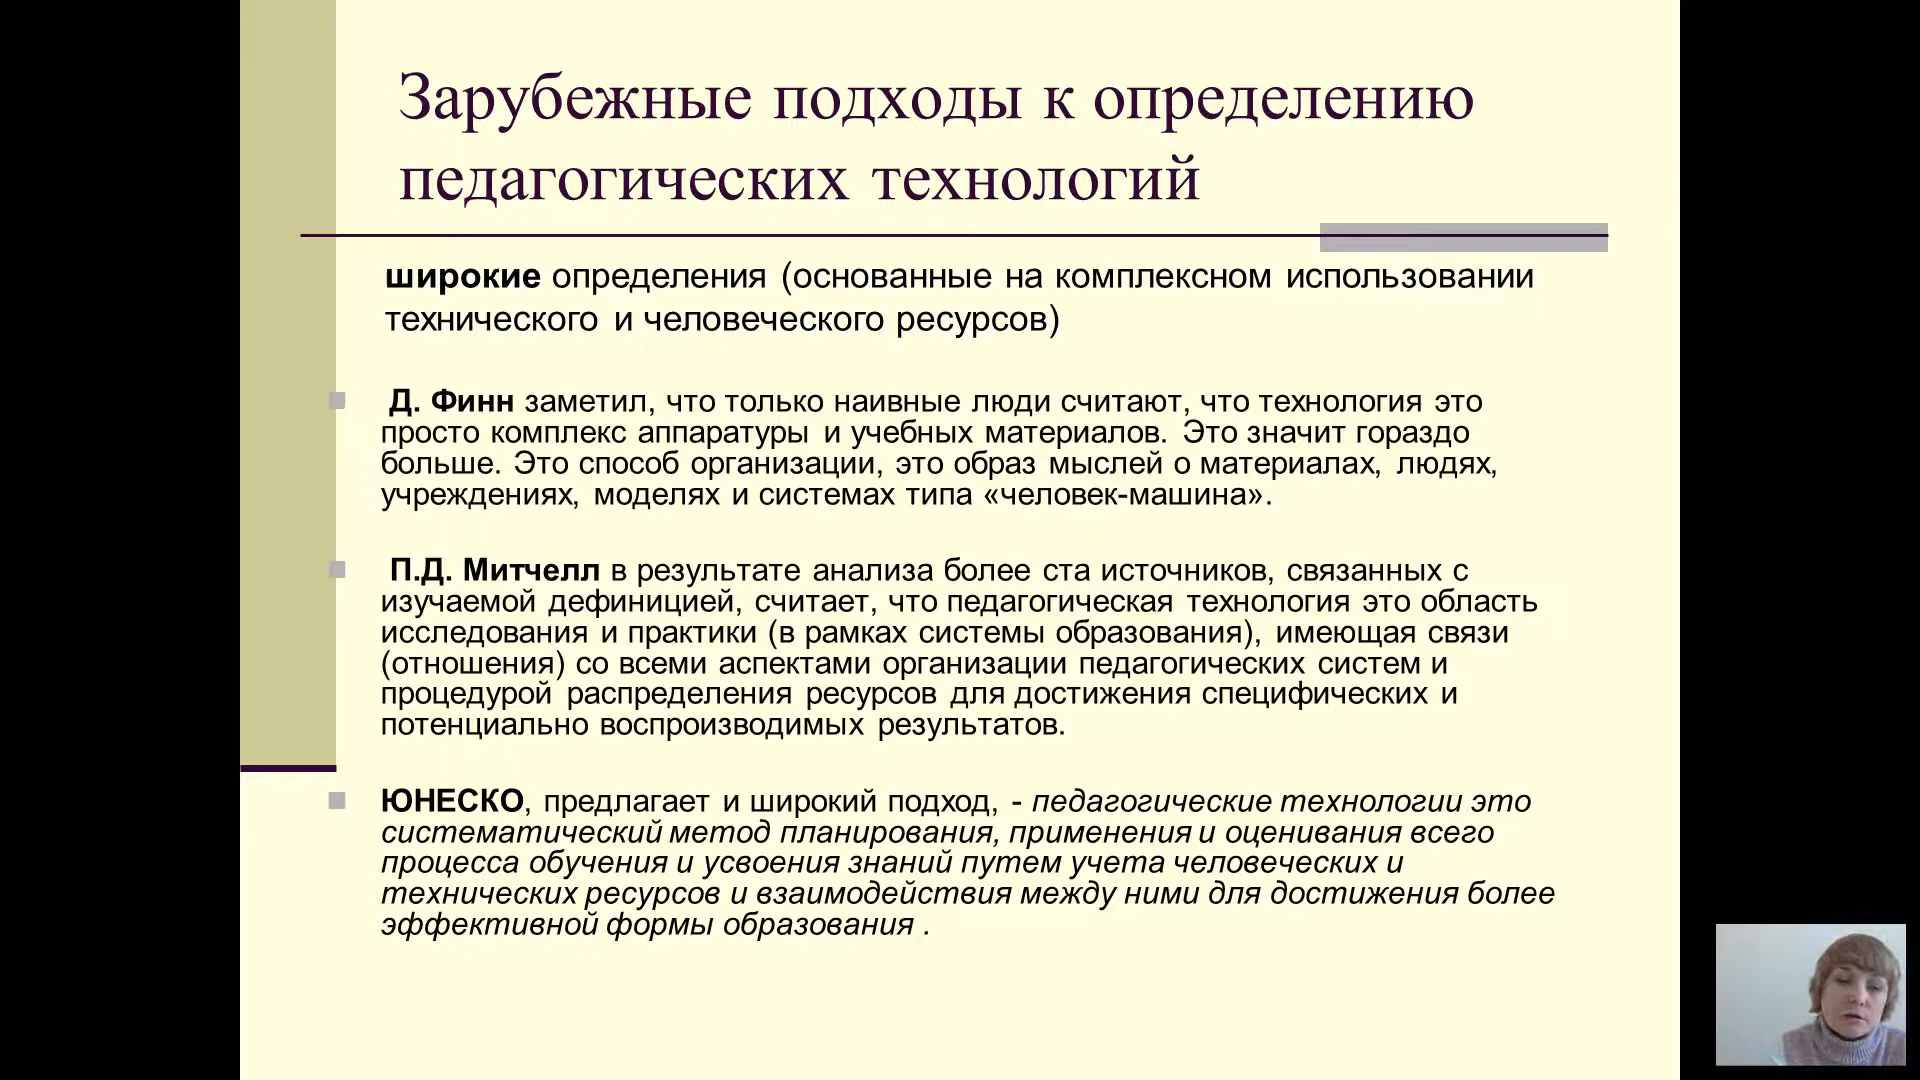 Зарубежные подходы к определению
педагогических технологий
широкие определения (основанные на комплексном использовании
технического и человеческого ресурсов)
Д. Финн заметил, что только наивные люди считают, что технология это
просто комплекс аппаратуры и учебных материалов. Это значит гораздо
больше. Это способ организации, это образ мыслей о материалах, людях,
учреждениях, моделях и системах типа «человек-машина».
П.Д. Митчелл в результате анализа более ста источников, связанных с
изучаемой дефиницией, считает, что педагогическая технология это область
исследования и практики (в рамках системы образования), имеющая связи
(отношения) со всеми аспектами организации педагогических систем и
процедурой распределения ресурсов для достижения специфических и
потенциально воспроизводимых результатов.
ЮНЕСКО, предлагает и широкий подход, - педагогические технологии это
систематический метод планирования, применения и оценивания всего
процесса обучения и усвоения знаний путем учета человеческих и
технических ресурсов и взаимодействия между ними для достижения более
эффективной формы образования .